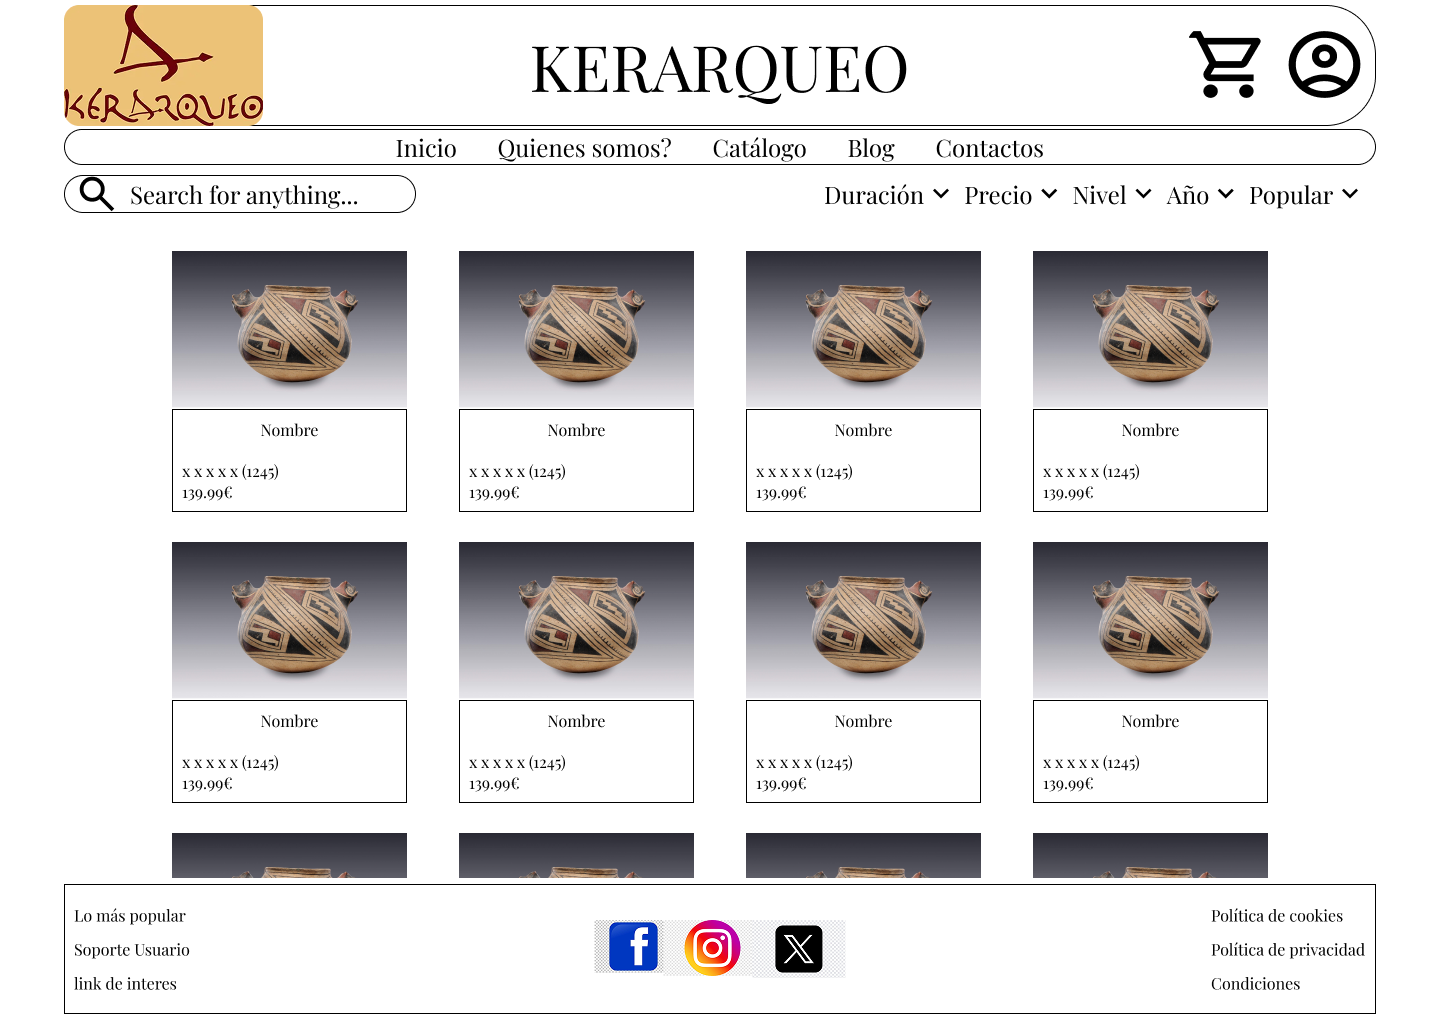 KERARQUEO
KERARQUEO
Inicio Quienes somos? Catálogo Blog Contactos
Search for anything... Duración Precio Nivel Año Popular
Nombre Nombre Nombre Nombre
x x x x x (1245) x x x x x (1245) x x x x x (1245) x x x x x (1245)
139.99€ 139.99€ 139.99€ 139.99€
Nombre Nombre Nombre Nombre
x x x x x (1245) x x x x x (1245) x x x x x (1245) x x x x x (1245)
139.99€ 139.99€ 139.99€ 139.99€
Lo más popular
Soporte Usuario
link de interes
Política de cookies
Política de privacidad
Condiciones